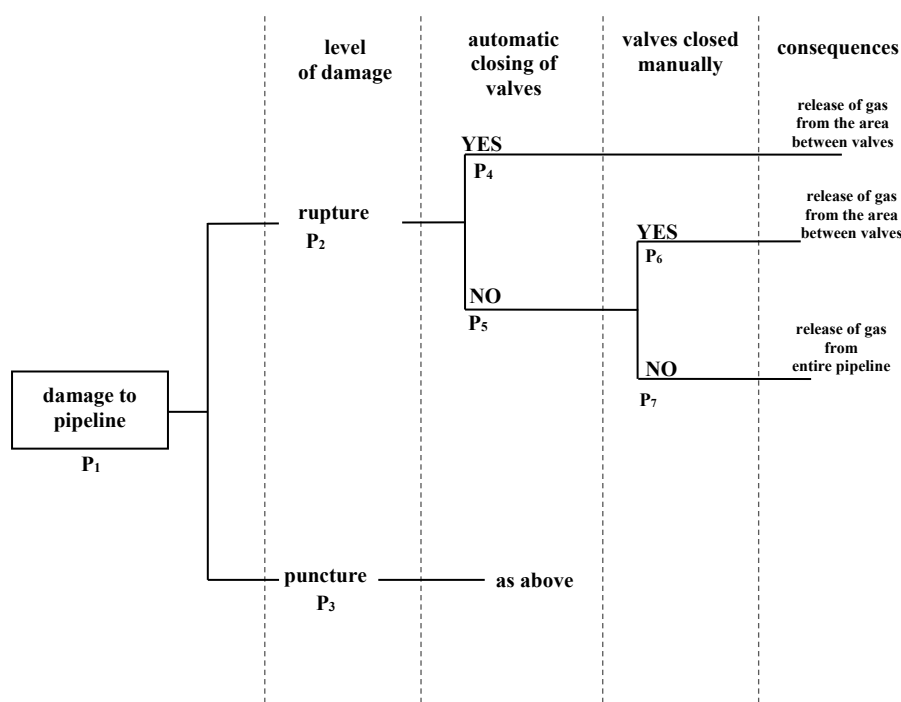 level
of damage
automatic
closing of
valves
valves closed
manually
consequences
release of gas
from the area
between valves
YES
P₄
rupture
P₂
release of gas
from the area
between valves
YES
P₆
NO
P₅
release of gas
from
entire pipeline
NO
P₇
damage to
pipeline
P₁
puncture
P₃
as above